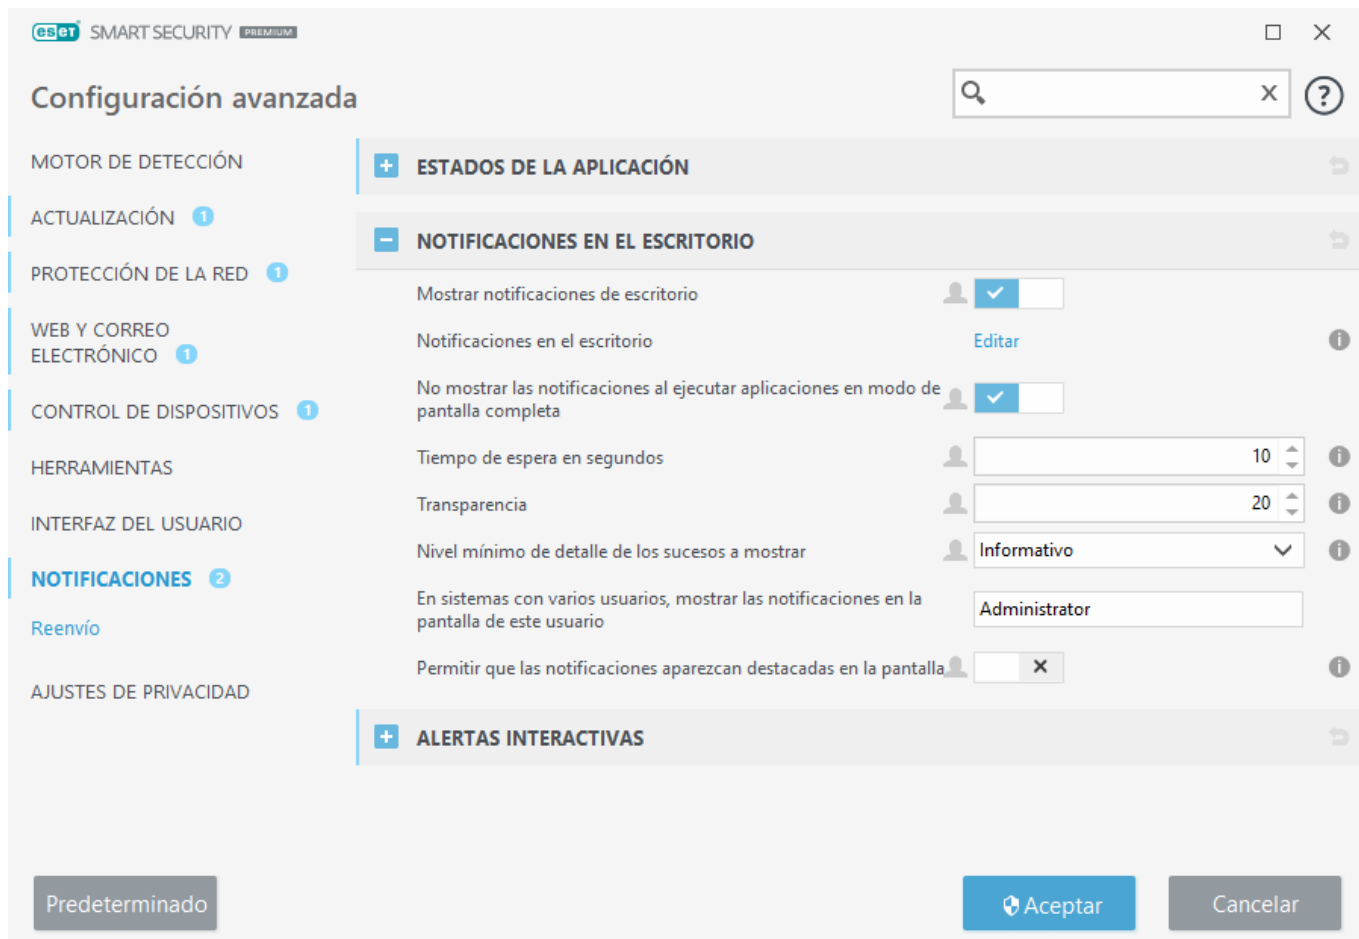 eset SMART SECURITY PREMIUM
Configuración avanzada
MOTOR DE DETECCIÓN
ACTUALIZACIÓN 1
PROTECCIÓN DE LA RED 1
WEB Y CORREO
ELECTRÓNICO 1
CONTROL DE DISPOSITIVOS 1
HERRAMIENTAS
INTERFAZ DEL USUARIO
NOTIFICACIONES 2
Reenvío
AJUSTES DE PRIVACIDAD
ESTADOS DE LA APLICACIÓN
NOTIFICACIONES EN EL ESCRITORIO
Mostrar notificaciones de escritorio
Notificaciones en el escritorio Editar
No mostrar las notificaciones al ejecutar aplicaciones en modo de
pantalla completa
Tiempo de espera en segundos 10
Transparencia 20
Nivel mínimo de detalle de los sucesos a mostrar Informativo
En sistemas con varios usuarios, mostrar las notificaciones en la
pantalla de este usuario Administrator
Permitir que las notificaciones aparezcan destacadas en la pantalla
ALERTAS INTERACTIVAS
Predeterminado
Aceptar
Cancelar